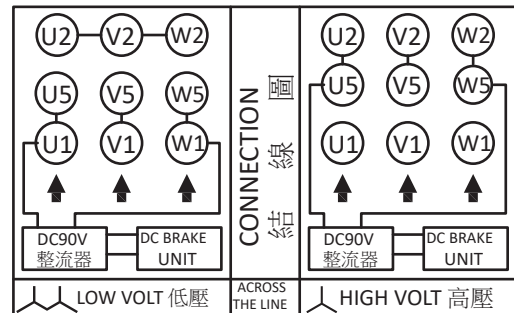 U2 V2 W2
U5 V5 W5
U1 V1 W1
DC90V
整流器
DC BRAKE
UNIT
LOW VOLT 低壓
CONNECTION
結線圖
ACROSS
THE LINE
U2 V2 W2
U5 V5 W5
U1 V1 W1
DC90V
整流器
DC BRAKE
UNIT
HIGH VOLT 高壓